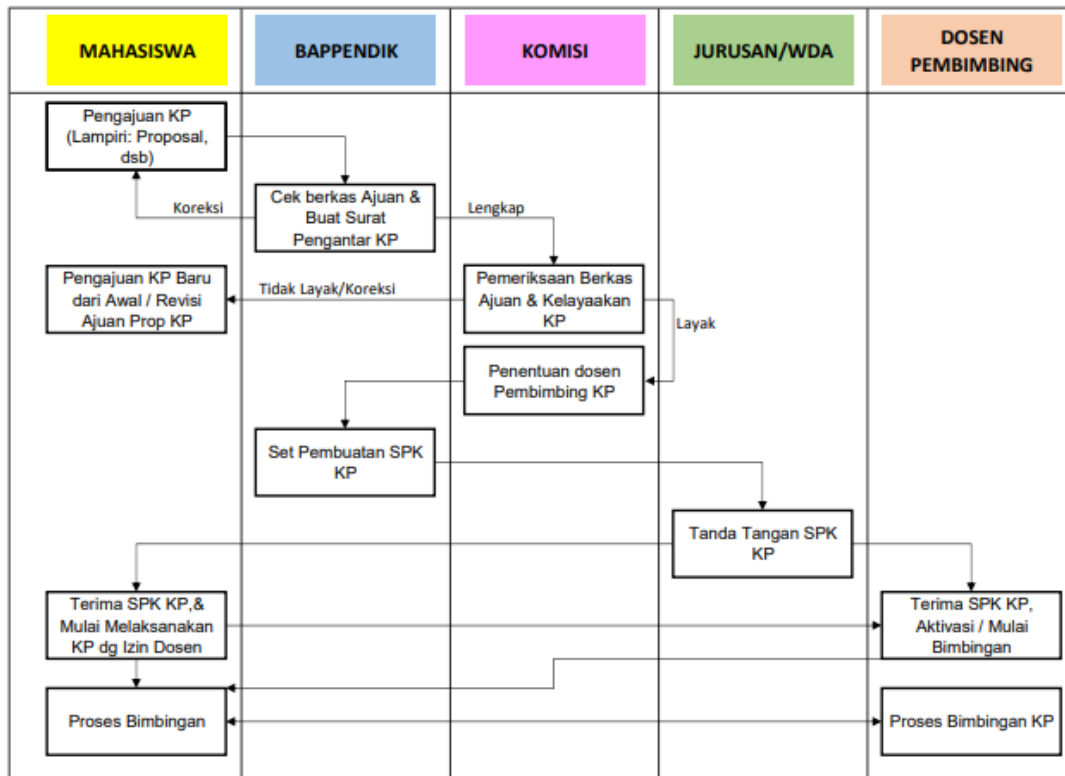 MAHASISWA
BAPPENDIK
KOMISI
JURUSAN/WDA
DOSEN
PEMBIMBING
Pengajuan KP
(Lampiri: Proposal,
dsb)
Koreksi
Cek berkas Ajuan &
Buat Surat
Pengantar KP
Lengkap
Pengajuan KP Baru
dari Awal / Revisi
Ajuan Prop KP
Tidak Layak/Koreksi
Pemeriksaan Berkas
Ajuan & Kelayaakan
KP
Layak
Penentuan dosen
Pembimbing KP
Set Pembuatan SPK
KP
Tanda Tangan SPK
KP
Terima SPK KP,&
Mulai Melaksanakan
KP dg Izin Dosen
Terima SPK KP,
Aktivasi / Mulai
Bimbingan
Proses Bimbingan
Proses Bimbingan KP